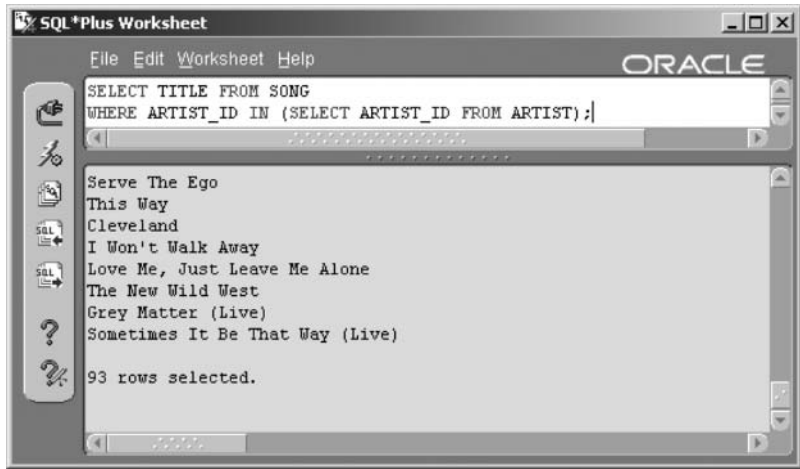 SQL*Plus Worksheet
File Edit Worksheet Help
ORACLE
SELECT TITLE FROM SONG
WHERE ARTIST_ID IN (SELECT ARTIST_ID FROM ARTIST);
SQL
SQL
Serve The Ego
This Way
Cleveland
I Won't Walk Away
Love Me, Just Leave Me Alone
The New Wild West
Grey Matter (Live)
Sometimes It Be That Way (Live)
93 rows selected.